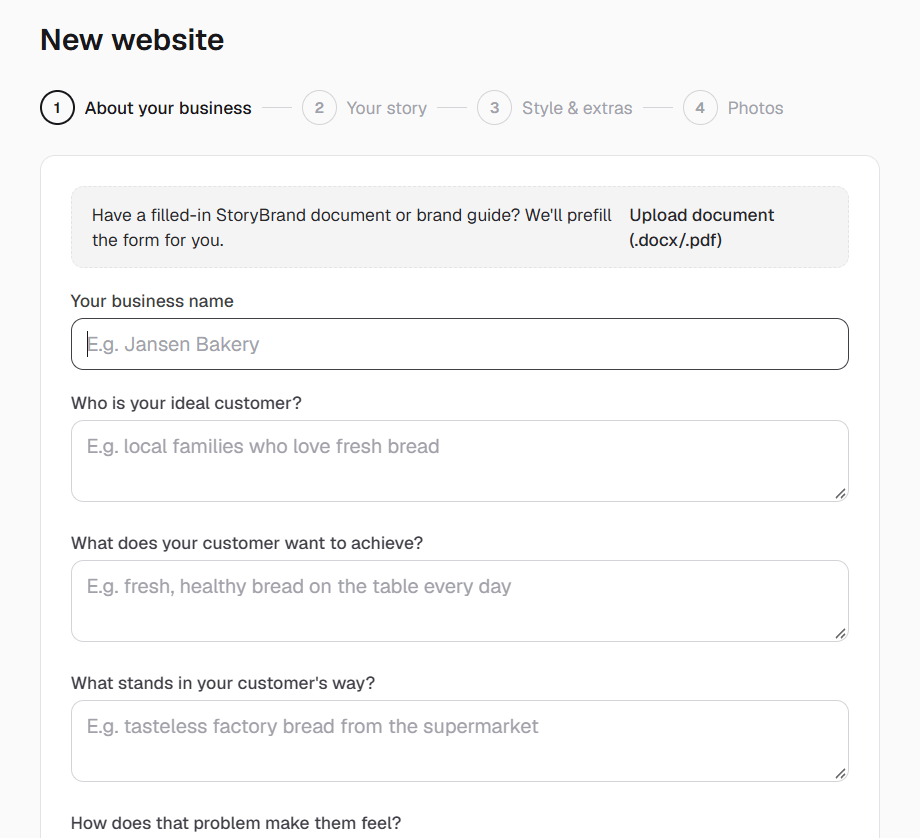 New website
1 About your business 2 Your story 3 Style & extras 4 Photos
Have a filled-in StoryBrand document or brand guide? We'll prefill
the form for you.
Upload document
(.docx/.pdf)
Your business name
E.g. Jansen Bakery
Who is your ideal customer?
E.g. local families who love fresh bread
What does your customer want to achieve?
E.g. fresh, healthy bread on the table every day
What stands in your customer's way?
E.g. tasteless factory bread from the supermarket
How does that problem make them feel?